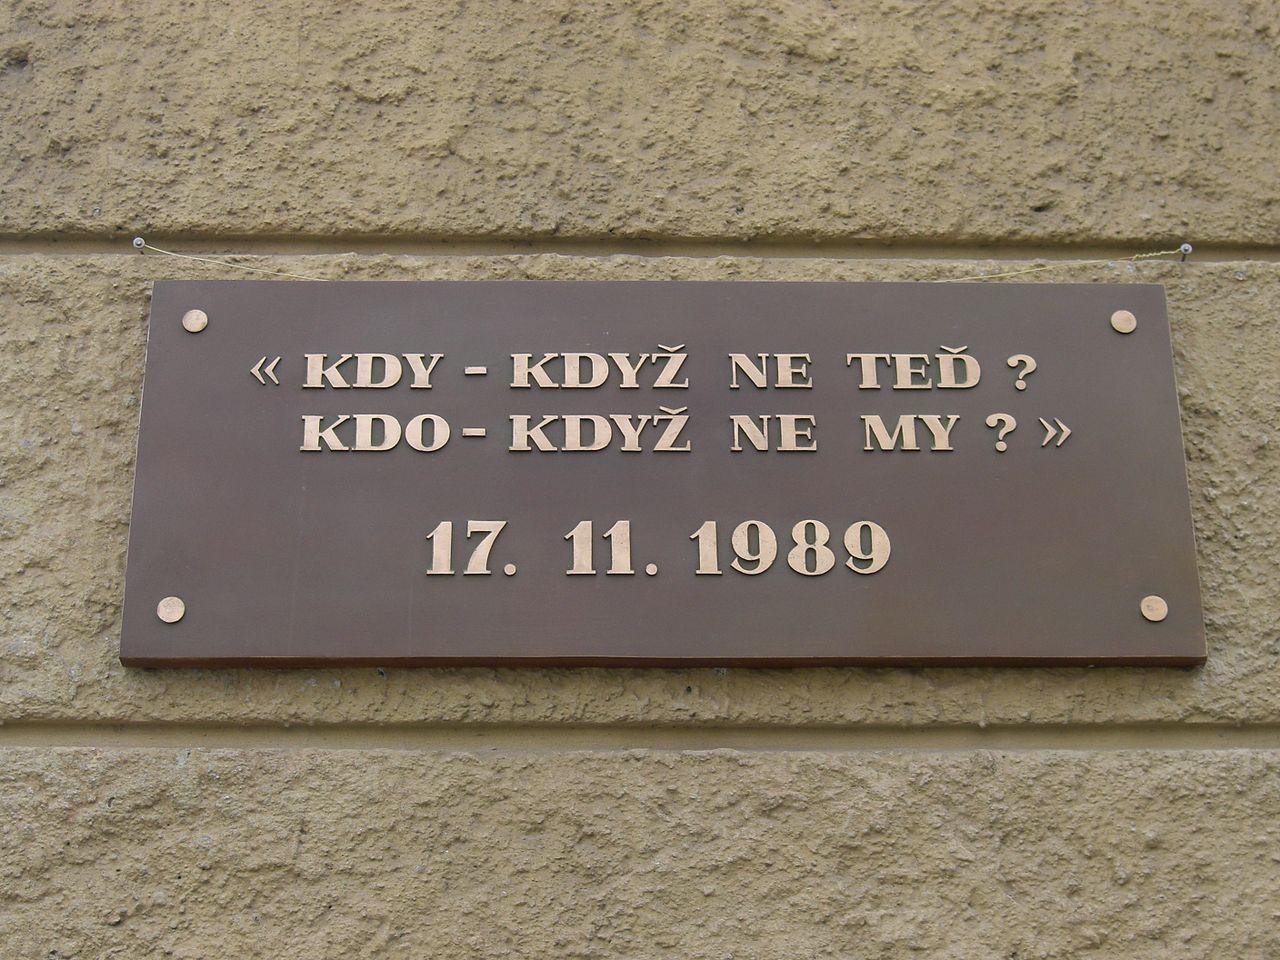 « KDY - KDYŽ NE TEĎ ?
KDO - KDYŽ NE MY ? »
17. 11. 1989